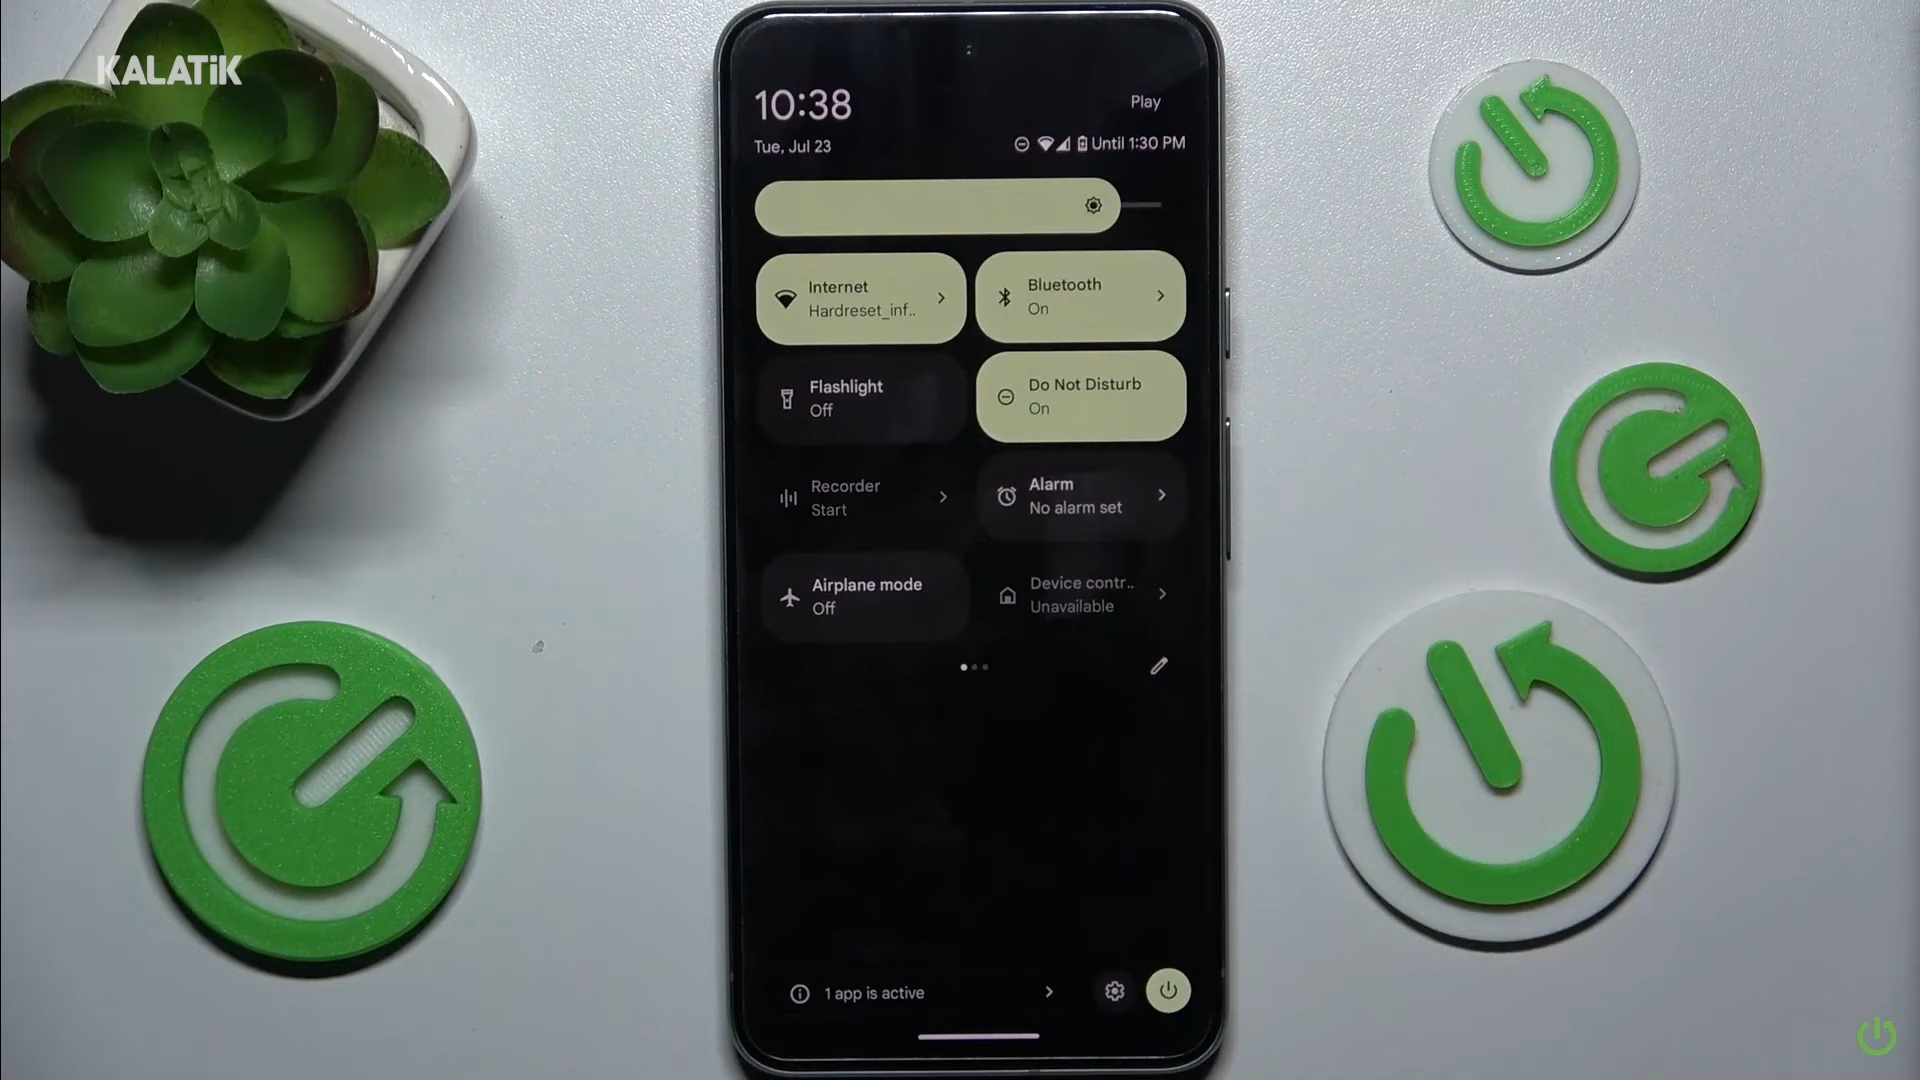 KALATiK
10:38
Play
Tue, Jul 23
Until 1:30 PM
Internet
Hardreset_inf..
Bluetooth
On
Flashlight
Off
Do Not Disturb
On
Recorder
Start
Alarm
No alarm set
Airplane mode
Off
Device contr..
Unavailable
1 app is active